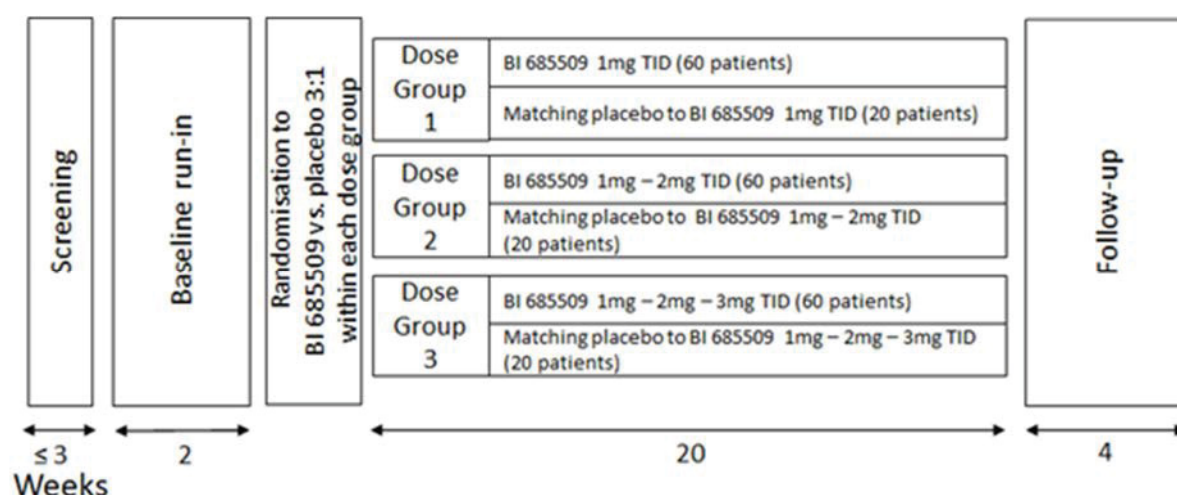 Screening
Baseline run-in
Randomisation to
BI 685509 vs. placebo 3:1
within each dose group
Dose
Group
1
BI 685509 1mg TID (60 patients)
Matching placebo to BI 685509 1mg TID (20 patients)
Dose
Group
2
BI 685509 1mg – 2mg TID (60 patients)
Matching placebo to BI 685509 1mg – 2mg TID
(20 patients)
Dose
Group
3
BI 685509 1mg – 2mg – 3mg TID (60 patients)
Matching placebo to BI 685509 1mg – 2mg – 3mg TID
(20 patients)
Follow-up
≤ 3
2
20
4
Weeks